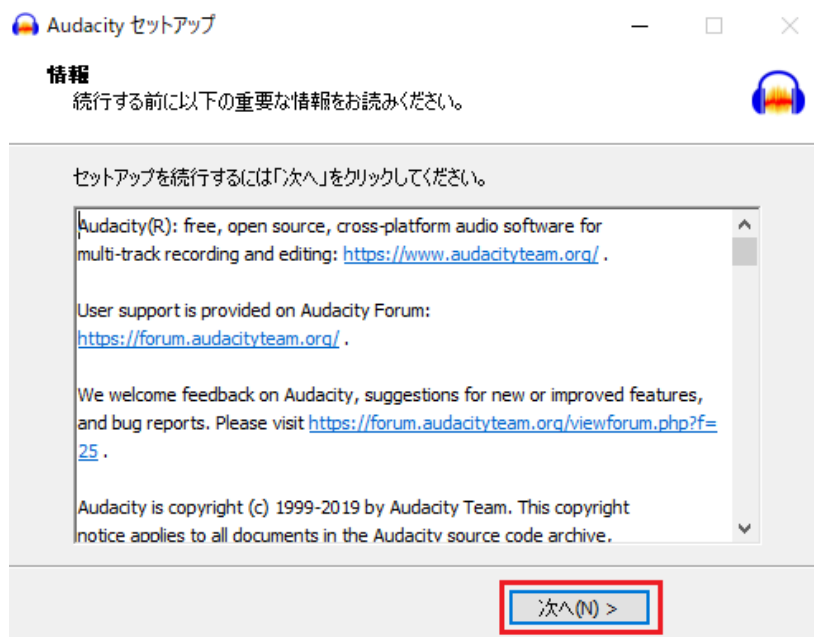 Audacity セットアップ
情報
続行する前に以下の重要な情報をお読みください。
セットアップを続行するには「次へ」をクリックしてください。
Audacity(R): free, open source, cross-platform audio software for
multi-track recording and editing: https://www.audacityteam.org/ .
User support is provided on Audacity Forum:
https://forum.audacityteam.org/ .
We welcome feedback on Audacity, suggestions for new or improved features,
and bug reports. Please visit https://forum.audacityteam.org/viewforum.php?f=
25 .
Audacity is copyright (c) 1999-2019 by Audacity Team. This copyright
notice applies to all documents in the Audacity source code archive,
次へ(N) >